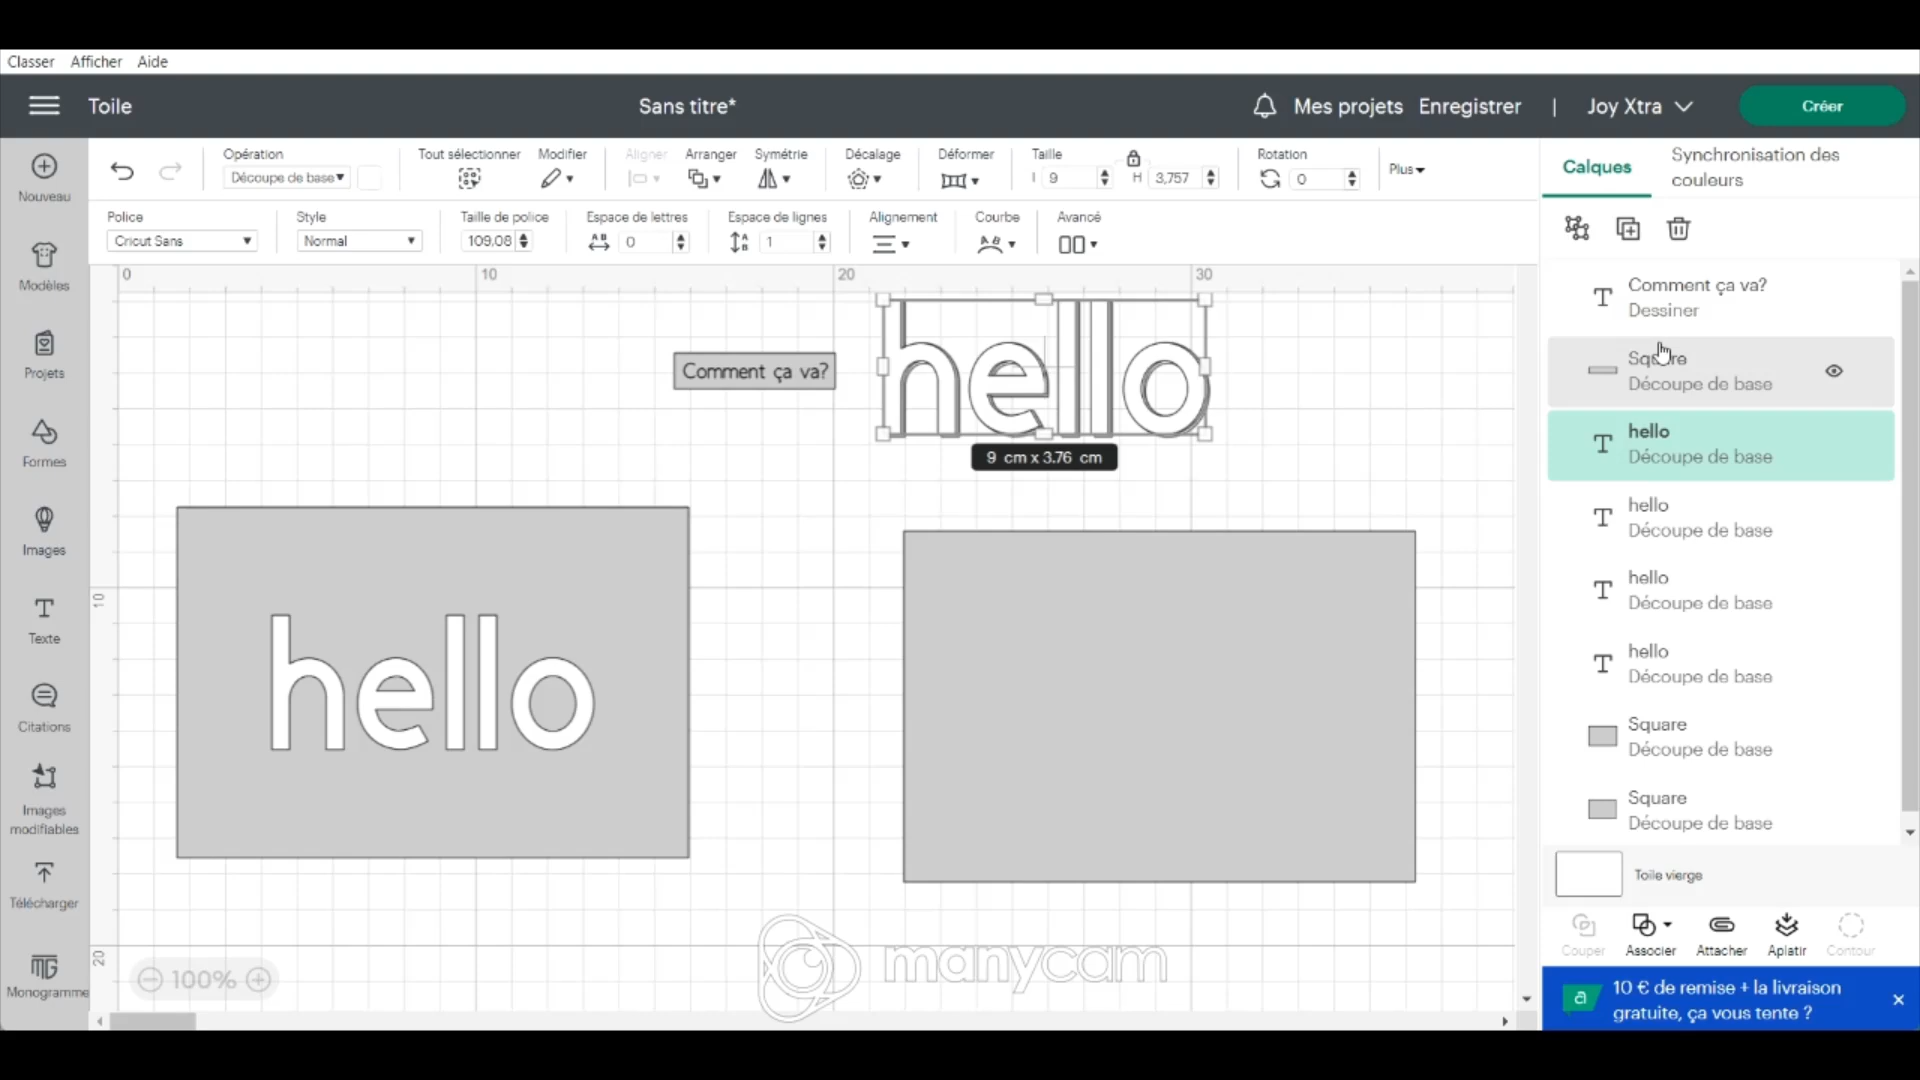 Classer Afficher Aide
Toile
Sans titre*
Mes projets Enregistrer | Joy Xtra
Créer
Opération
Découpe de base
Tout sélectionner
Modifier
Aligner
Arranger
Symétrie
Décalage
Déformer
Taille
l 9
H 3,757
Rotation
0
Plus
Police
Cricut Sans
Style
Normal
Taille de police
109,08
Espace de lettres
0
Espace de lignes
1
Alignement
Courbe
Avancé
Nouveau
Modèles
Projets
Formes
Images
Texte
Citations
Images
modifiables
Télécharger
Monogramme
0 10 20 30
10
20
Comment ça va?
hello
9 cm x 3.76 cm
hello
100%
manycam
Calques
Synchronisation des
couleurs
Comment ça va?
Dessiner
Square
Découpe de base
hello
Découpe de base
hello
Découpe de base
hello
Découpe de base
hello
Découpe de base
Square
Découpe de base
Square
Découpe de base
Toile vierge
Couper
Associer
Attacher
Aplatir
Contour
a
10 € de remise + la livraison
gratuite, ça vous tente ?